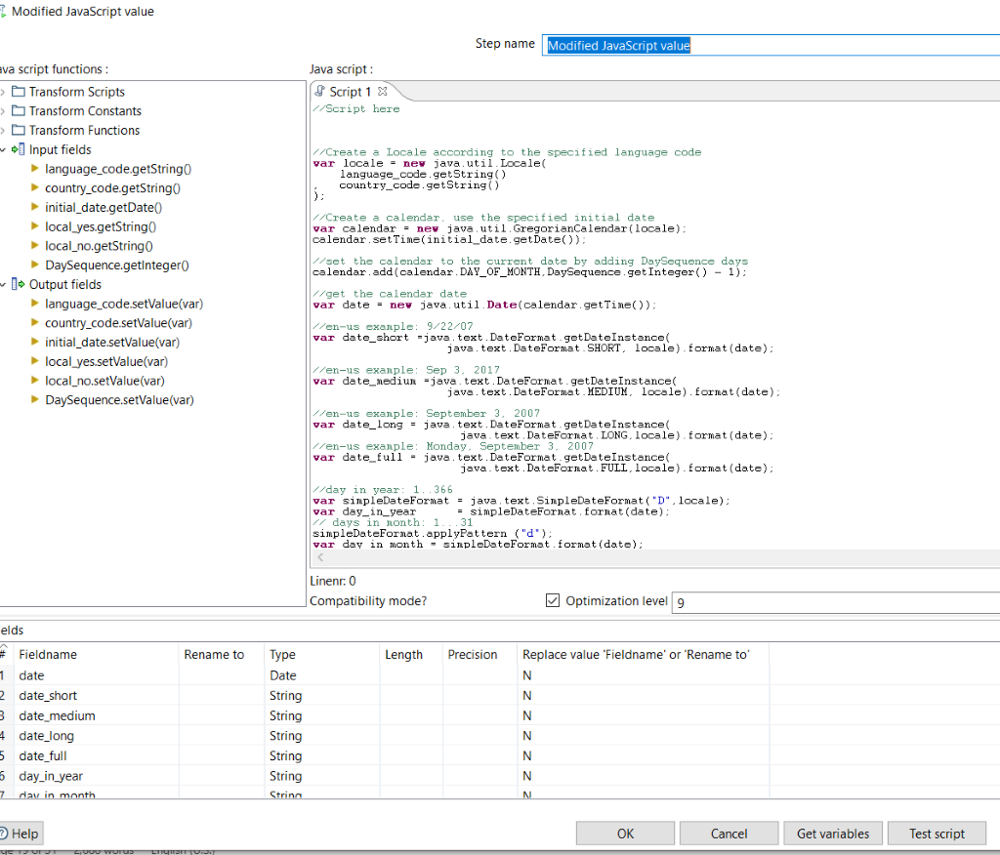 Modified JavaScript value
Step name Modified JavaScript value
ava script functions :
Transform Scripts
Transform Constants
Transform Functions
Input fields
language_code.getString()
country_code.getString()
initial_date.getDate()
local_yes.getString()
local_no.getString()
DaySequence.getInteger()
Output fields
language_code.setValue(var)
country_code.setValue(var)
initial_date.setValue(var)
local_yes.setValue(var)
local_no.setValue(var)
DaySequence.setValue(var)
Java script :
Script 1
//Script here
//Create a Locale according to the specified language code
var locale = new java.util.Locale(
language_code.getString()
, country_code.getString()
);
//Create a calendar, use the specified initial date
var calendar = new java.util.GregorianCalendar(locale);
calendar.setTime(initial_date.getDate());
//set the calendar to the current date by adding DaySequence days
calendar.add(calendar.DAY_OF_MONTH,DaySequence.getInteger() - 1);
//get the calendar date
var date = new java.util.Date(calendar.getTime());
//en-us example: 9/22/07
var date_short =java.text.DateFormat.getDateInstance(
java.text.DateFormat.SHORT, locale).format(date);
//en-us example: Sep 3, 2017
var date_medium =java.text.DateFormat.getDateInstance(
java.text.DateFormat.MEDIUM, locale).format(date);
//en-us example: September 3, 2007
var date_long = java.text.DateFormat.getDateInstance(
java.text.DateFormat.LONG,locale).format(date);
//en-us example: Monday, September 3, 2007
var date_full = java.text.DateFormat.getDateInstance(
java.text.DateFormat.FULL,locale).format(date);
//day in year: 1..366
var simpleDateFormat = java.text.SimpleDateFormat("D",locale);
var day_in_year = simpleDateFormat.format(date);
// days in month: 1...31
simpleDateFormat.applyPattern ("d");
var day_in_month = simpleDateFormat.format(date);
Linenr: 0
Compatibility mode? Optimization level 9
elds
# Fieldname Rename to Type Length Precision Replace value 'Fieldname' or 'Rename to'
1 date Date N
2 date_short String N
3 date_medium String N
4 date_long String N
5 date_full String N
6 day_in_year String N
7 day_in_month String N
Help OK Cancel Get variables Test script
ge 19 of 31 2,000 words English (U.S.)